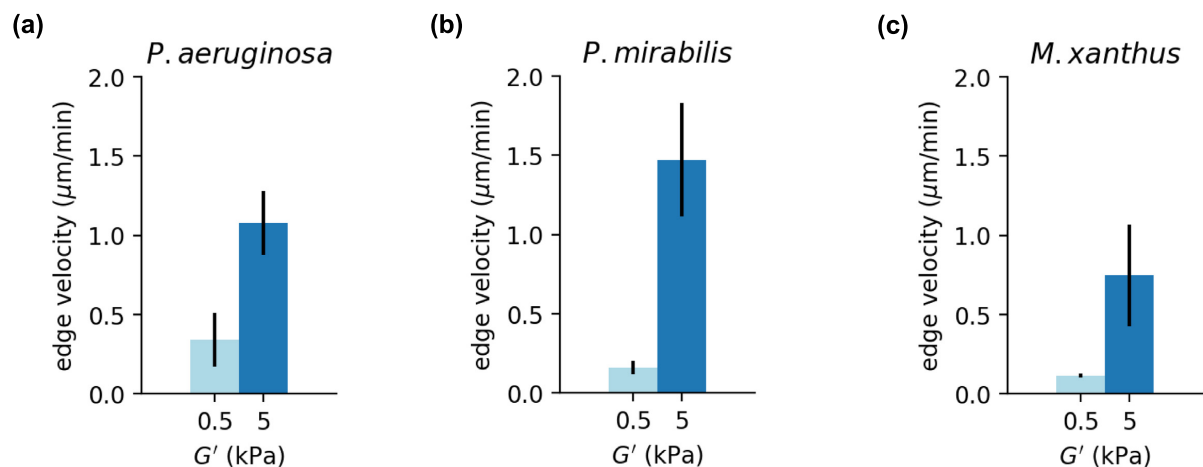 (a)
P. aeruginosa
edge velocity (μm/min)
2.0
1.5
1.0
0.5
0.0
0.5 5
G′ (kPa)
(b)
P. mirabilis
edge velocity (μm/min)
2.0
1.5
1.0
0.5
0.0
0.5 5
G′ (kPa)
(c)
M. xanthus
edge velocity (μm/min)
2.0
1.5
1.0
0.5
0.0
0.5 5
G′ (kPa)